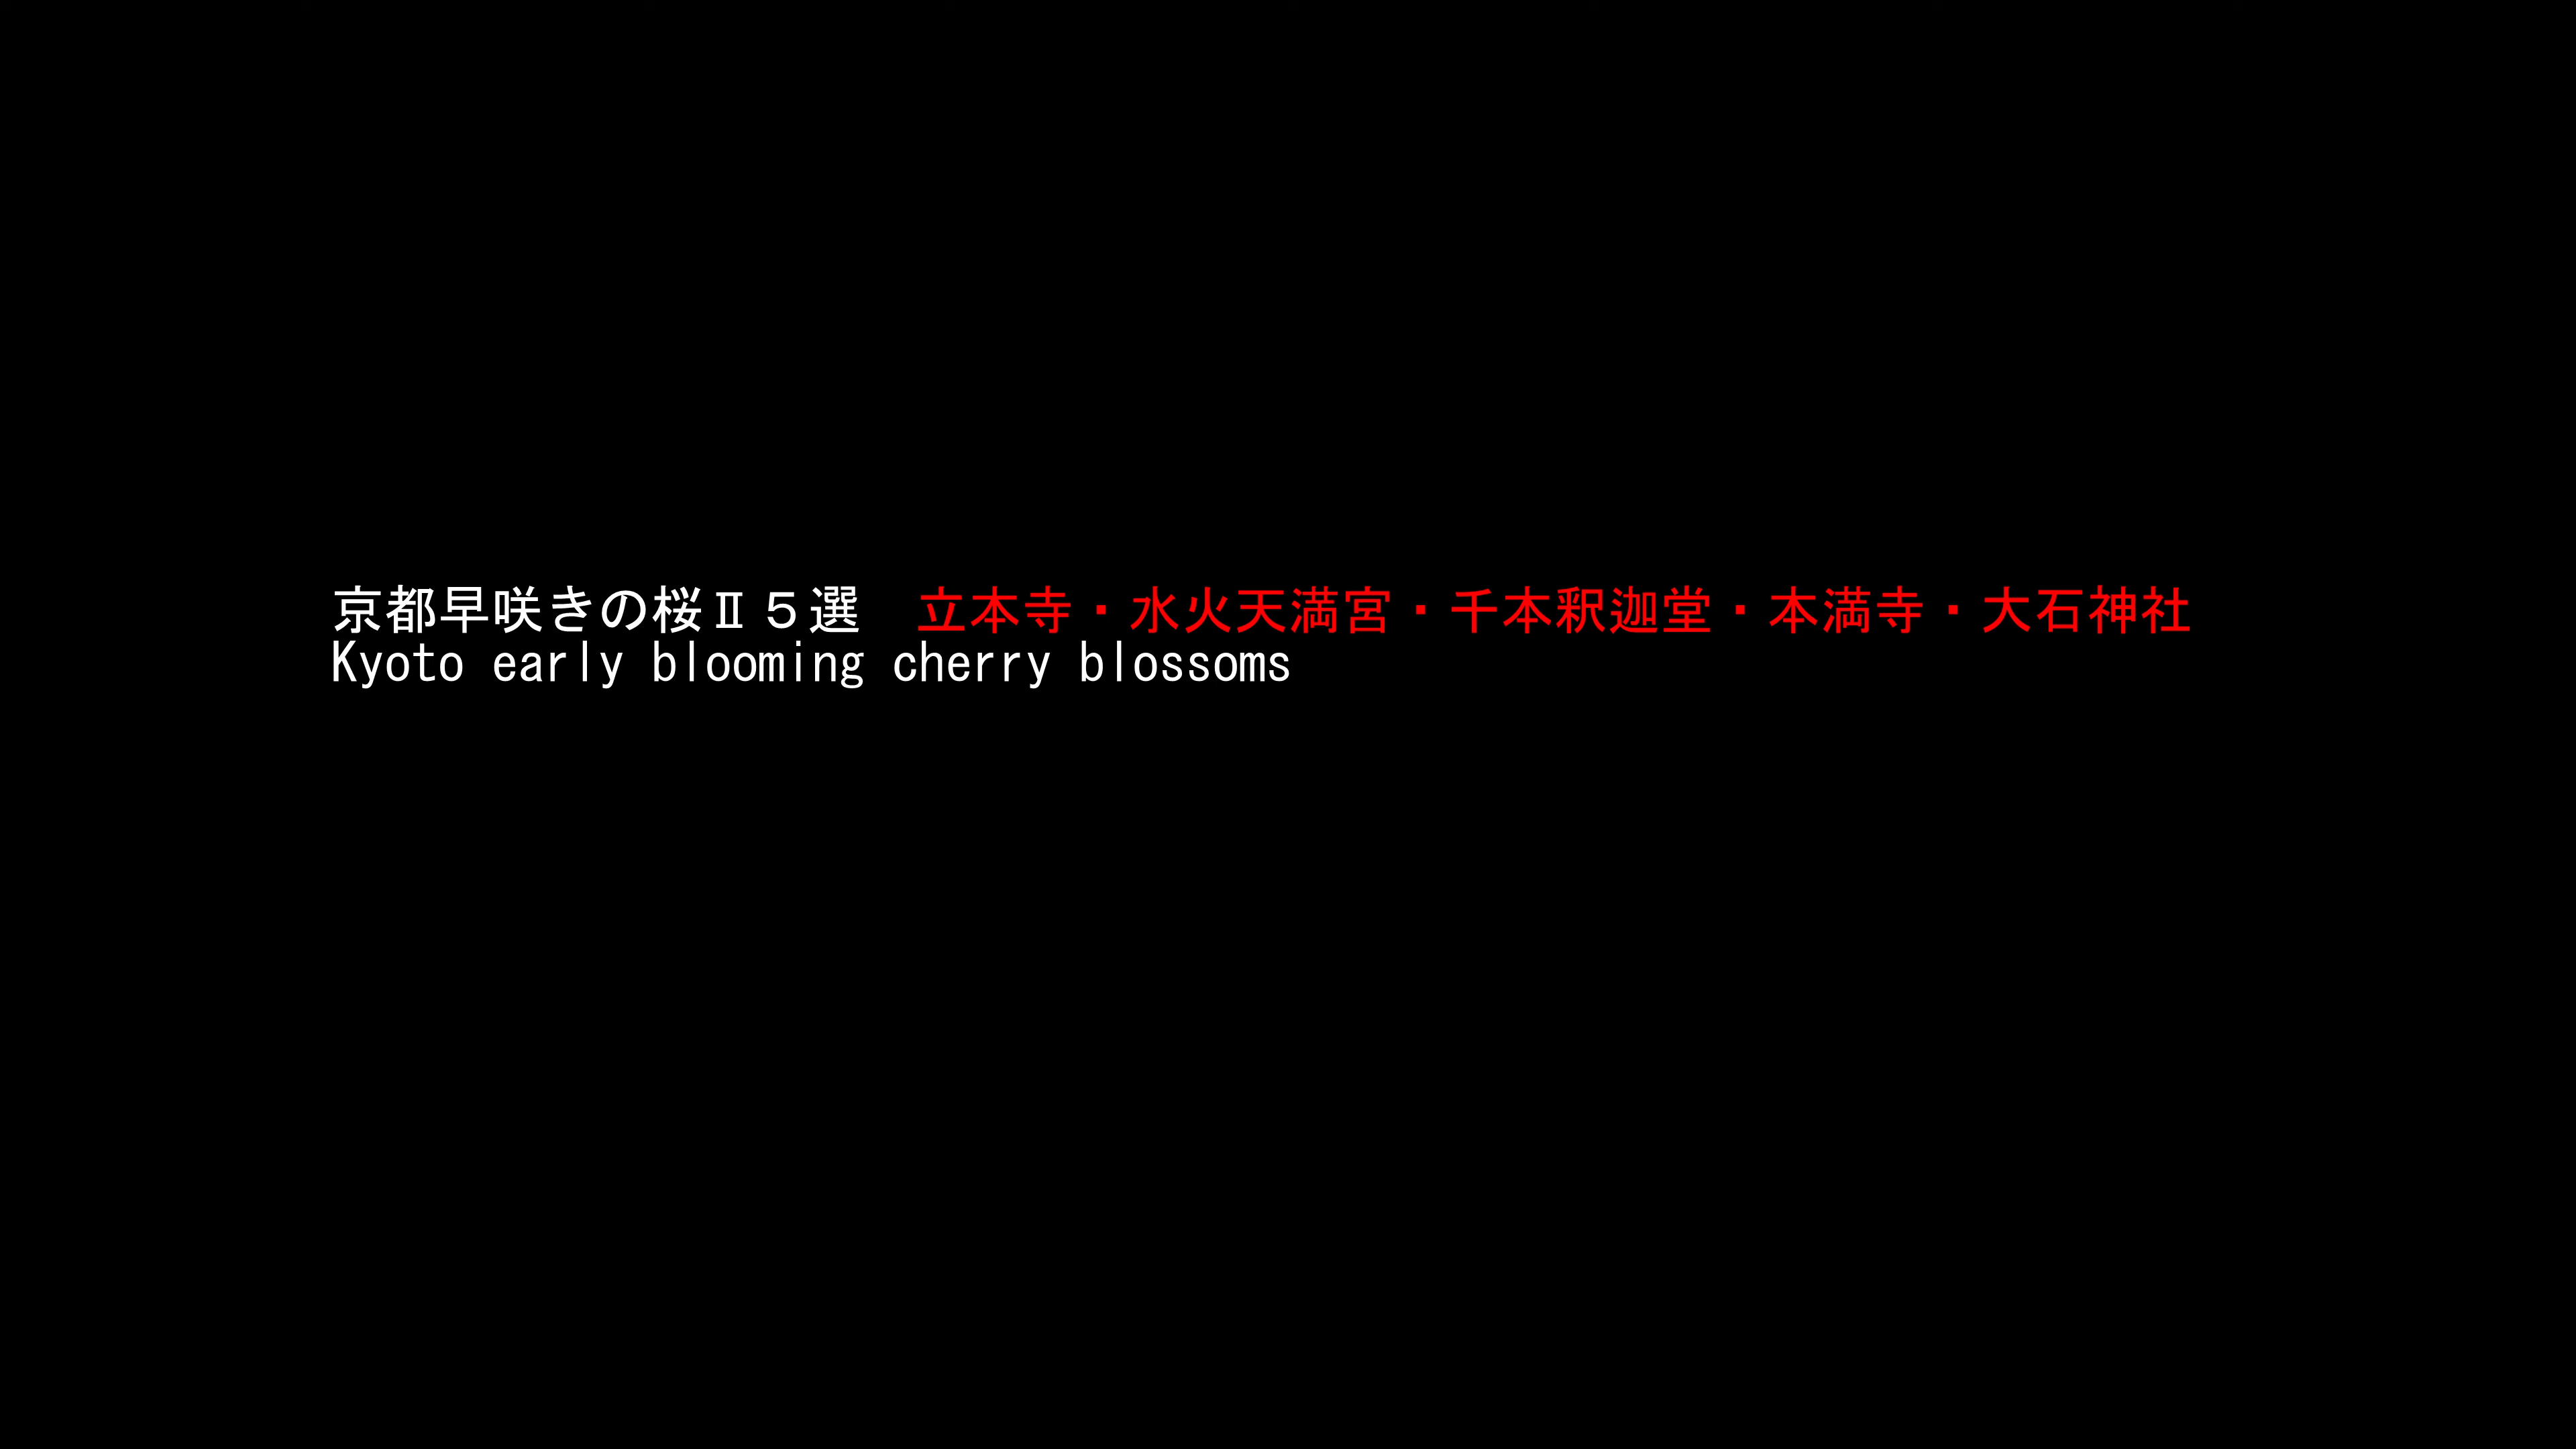 京都早咲きの桜Ⅱ５選　立本寺・水火天満宮・千本釈迦堂・本満寺・大石神社
Kyoto early blooming cherry blossoms